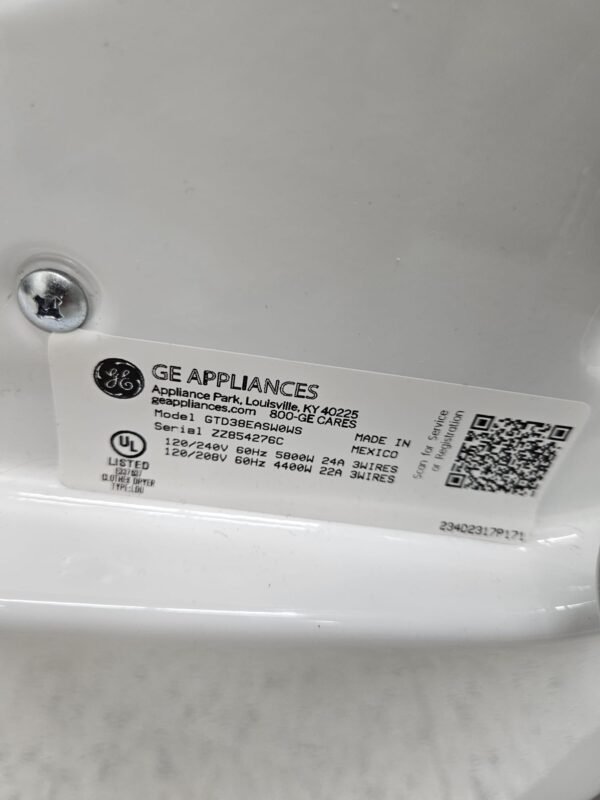 GE APPLIANCES
Appliance Park, Louisville, KY 40225
geappliances.com 800-GE CARES
Model GTD38EASW0WS
Serial ZZ854276C
MADE IN
MEXICO
120/240V 60Hz 5800W 24A 3WIRES
120/208V 60Hz 4400W 22A 3WIRES
UL
LISTED
CLOTHES DRYER
Scan for Service
or Registration
234D2317P171